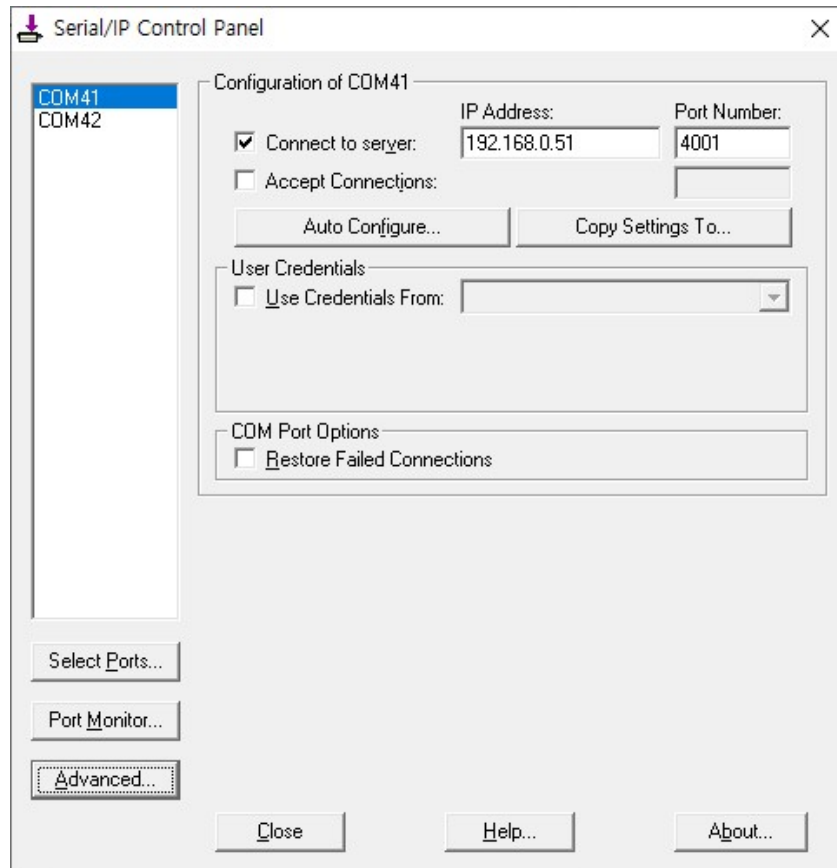 Serial/IP Control Panel
COM41
COM42
Configuration of COM41
IP Address:
Port Number:
Connect to server:
192.168.0.51
4001
Accept Connections:
Auto Configure...
Copy Settings To...
User Credentials
Use Credentials From:
COM Port Options
Restore Failed Connections
Select Ports...
Port Monitor...
Advanced...
Close
Help...
About...